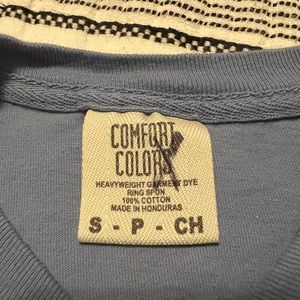 COMFORT
COLORS
HEAVYWEIGHT GARMENT DYE
RING SPUN
100% COTTON
MADE IN HONDURAS
S - P - CH